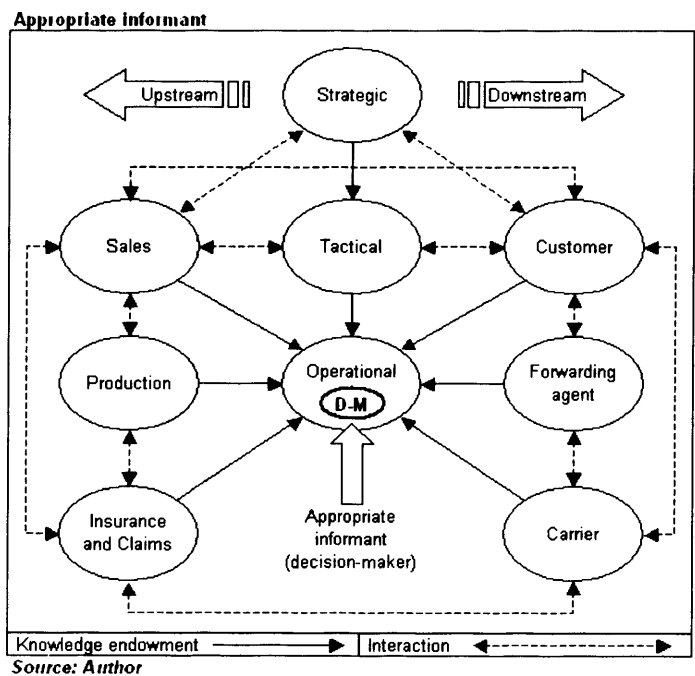 Appropriate informant
Upstream
Strategic
Downstream
Sales
Tactical
Customer
Production
Operational
D-M
Forwarding
agent
Insurance
and Claims
Appropriate
informant
(decision-maker)
Carrier
Knowledge endowment
Interaction
Source: Author